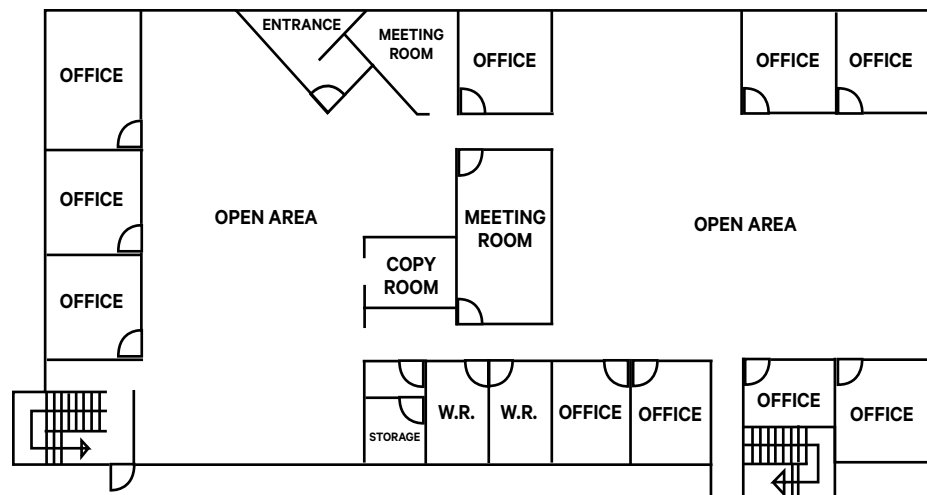 ENTRANCE
MEETING
ROOM
OFFICE
OFFICE
OFFICE
OFFICE
OFFICE
OPEN AREA
MEETING
ROOM
OPEN AREA
COPY
ROOM
OFFICE
STORAGE
W.R.
W.R.
OFFICE
OFFICE
OFFICE
OFFICE